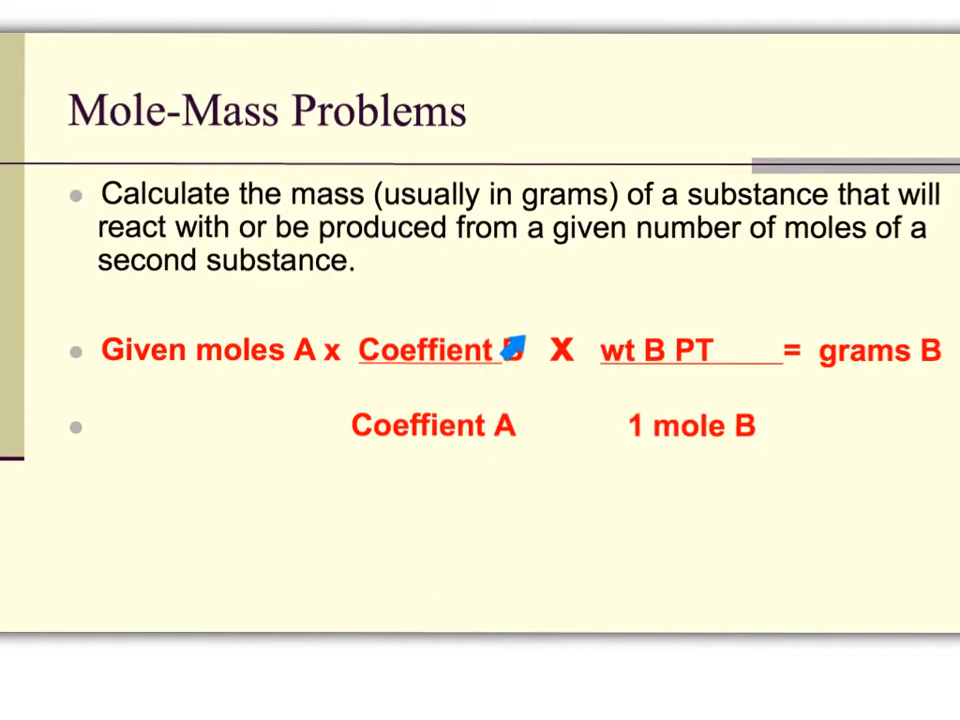 Mole-Mass Problems
Calculate the mass (usually in grams) of a substance that will
react with or be produced from a given number of moles of a
second substance.
Given moles A x Coeffient B X wt B PT = grams B
Coeffient A 1 mole B